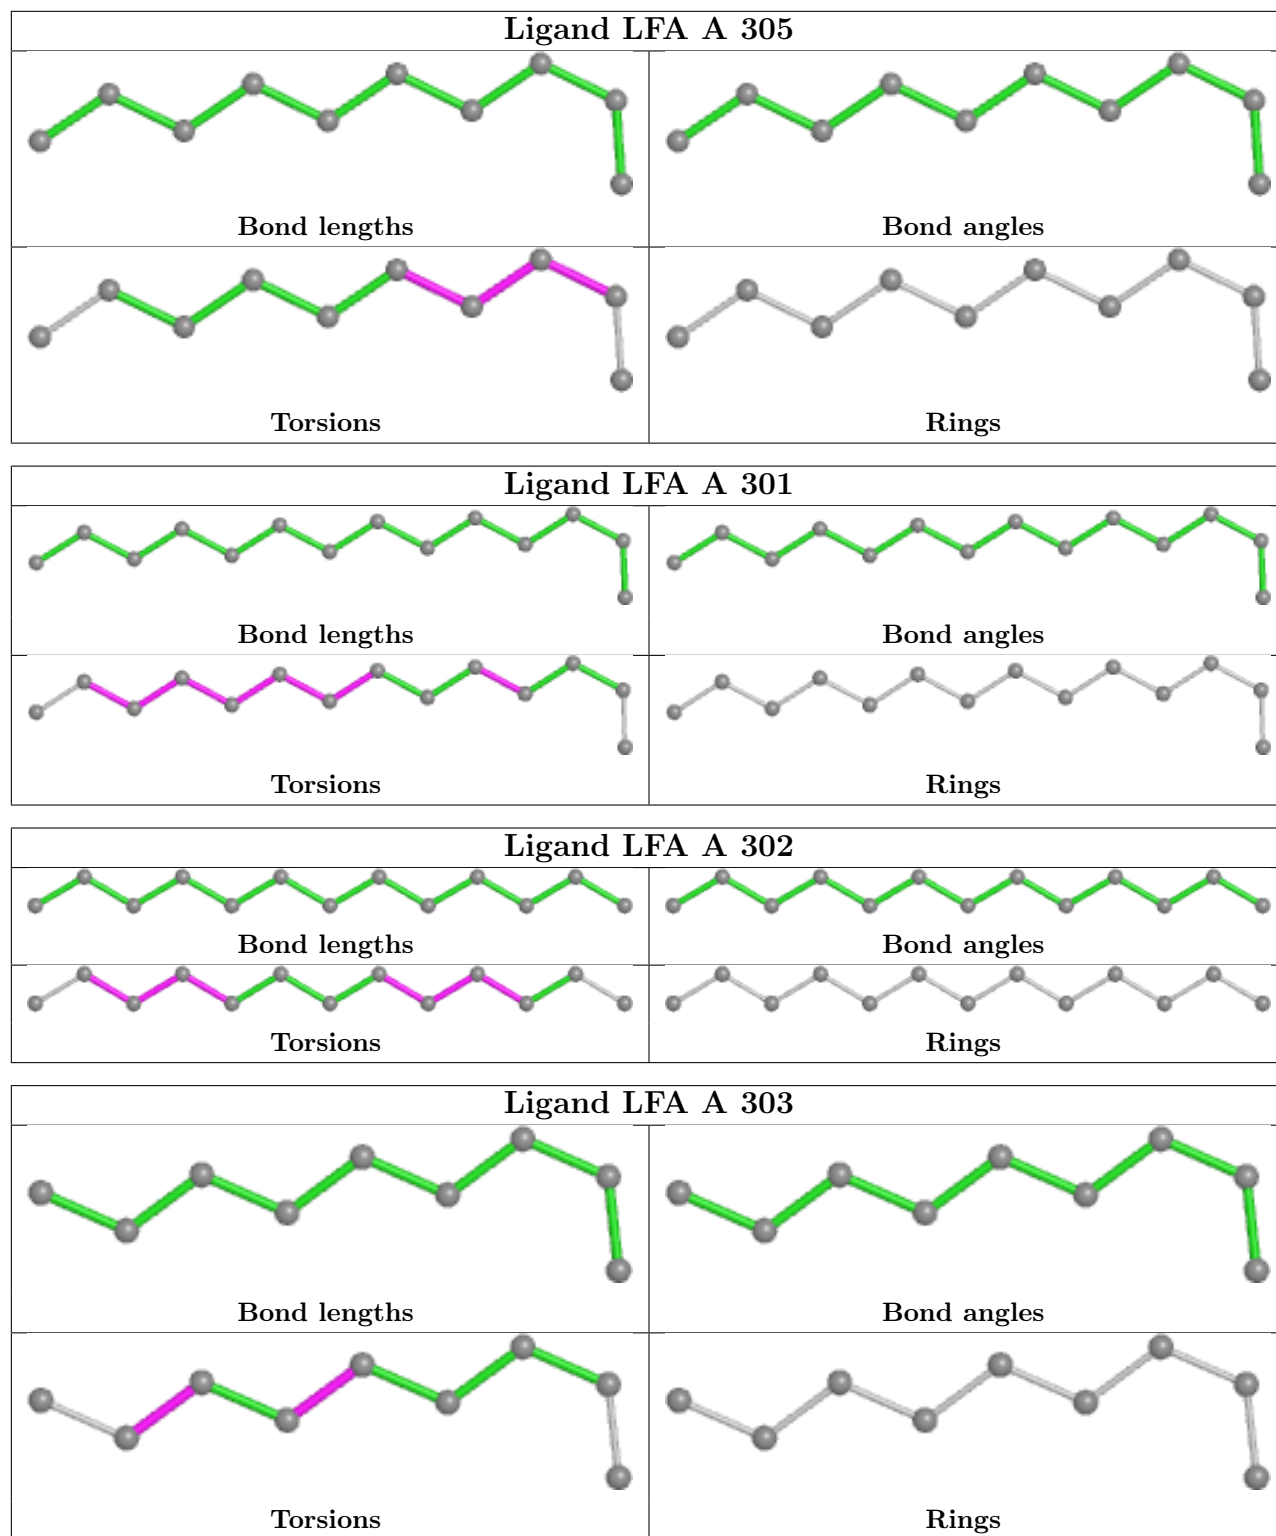 Ligand LFA A 305
Bond lengths
Bond angles
Torsions
Rings
Ligand LFA A 301
Bond lengths
Bond angles
Torsions
Rings
Ligand LFA A 302
Bond lengths
Bond angles
Torsions
Rings
Ligand LFA A 303
Bond lengths
Bond angles
Torsions
Rings